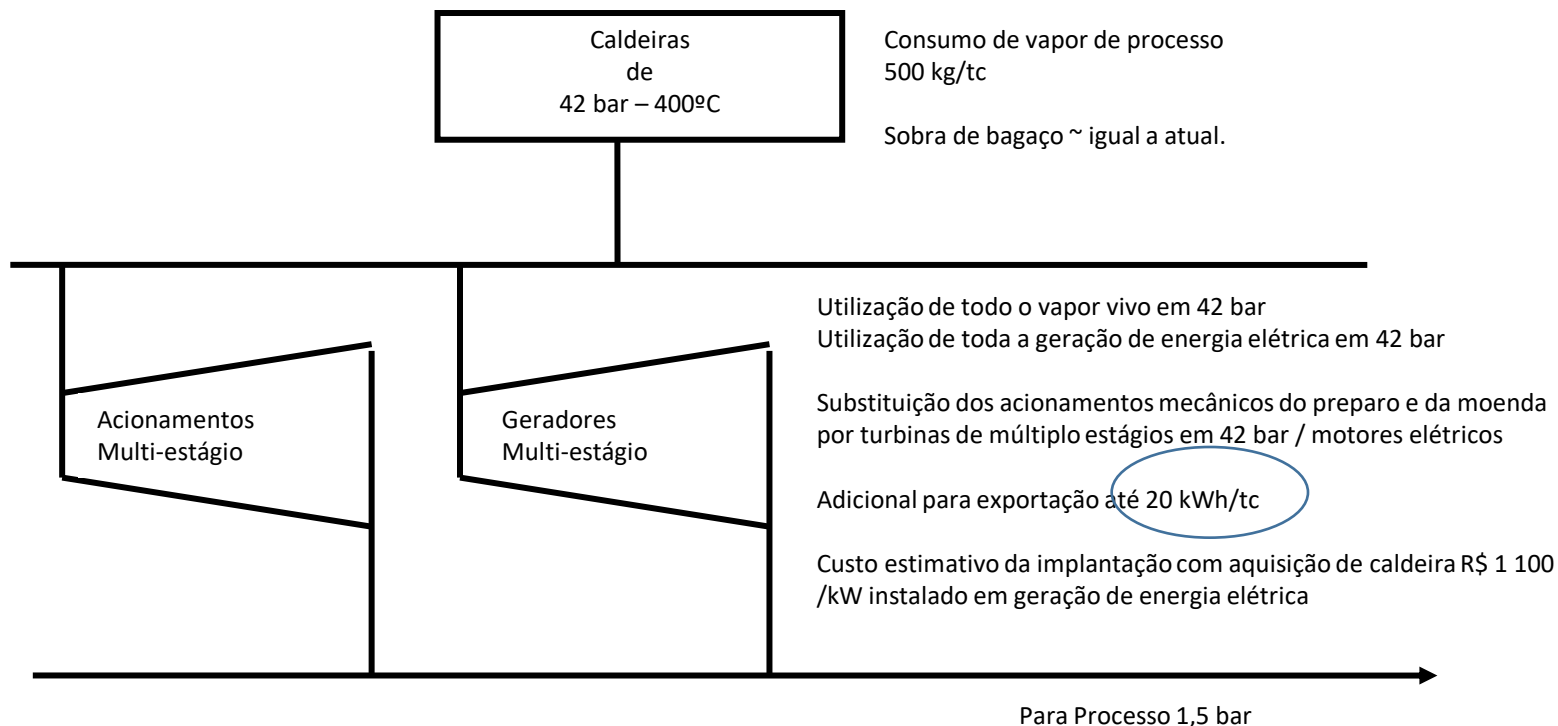 Caldeiras
de
42 bar – 400ºC
Consumo de vapor de processo
500 kg/tc
Sobra de bagaço ~ igual a atual.
Utilização de todo o vapor vivo em 42 bar
Utilização de toda a geração de energia elétrica em 42 bar
Acionamentos
Multi-estágio
Geradores
Multi-estágio
Substituição dos acionamentos mecânicos do preparo e da moenda
por turbinas de múltiplo estágios em 42 bar / motores elétricos
Adicional para exportação até 20 kWh/tc
Custo estimativo da implantação com aquisição de caldeira R$ 1 100
/kW instalado em geração de energia elétrica
Para Processo 1,5 bar